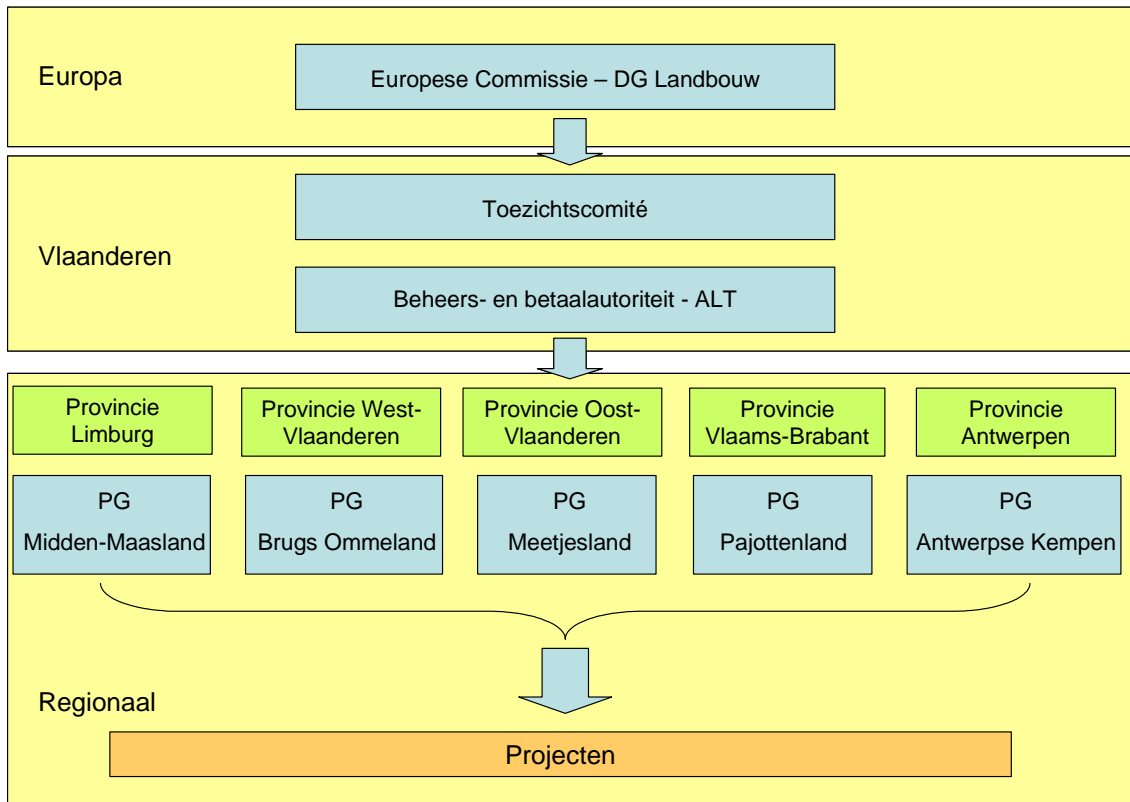 Europa
Europese Commissie – DG Landbouw
Vlaanderen
Toezichtscomité
Beheers- en betaalautoriteit - ALT
Provincie
Limburg
Provincie West-
Vlaanderen
Provincie Oost-
Vlaanderen
Provincie
Vlaams-Brabant
Provincie
Antwerpen
PG
Midden-Maasland
PG
Brugs Ommeland
PG
Meetjesland
PG
Pajottenland
PG
Antwerpse Kempen
Regionaal
Projecten